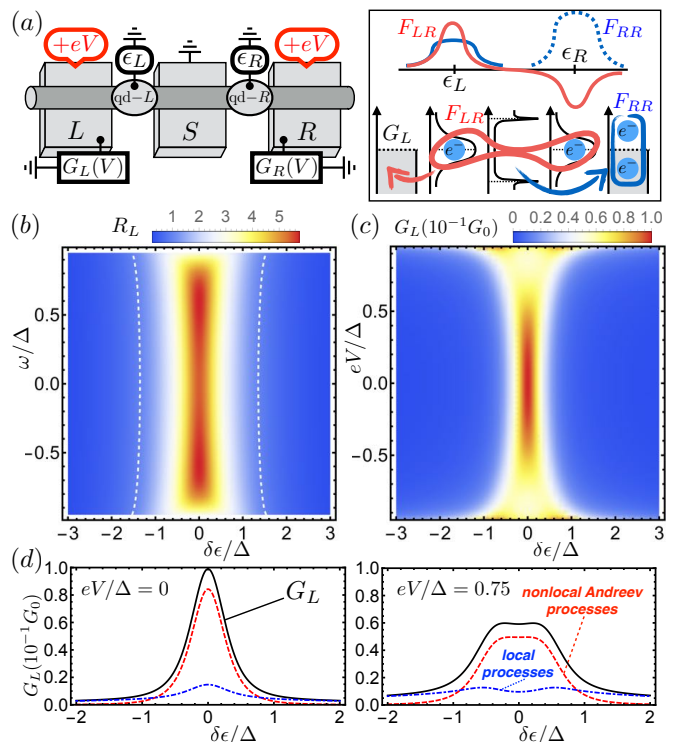 (a)
+eV
ϵ_L
ϵ_R
+eV
qd−L
qd−R
L
S
R
G_L(V)
G_R(V)
F_LR
F_RR
ϵ_L
ϵ_R
F_LR
F_RR
G_L
e⁻
e⁻
e⁻
e⁻
(b)
R_L
1 2 3 4 5
ω/Δ
0.5
0.0
−0.5
−3 −2 −1 0 1 2 3
δϵ/Δ
(c)
G_L(10⁻¹G₀)
0 0.2 0.4 0.6 0.8 1.0
eV/Δ
0.5
0.0
−0.5
−3 −2 −1 0 1 2 3
δϵ/Δ
(d)
G_L(10⁻¹G₀)
1.0
0.8
0.6
0.4
0.2
0
eV/Δ = 0
G_L
−2 −1 0 1 2
δϵ/Δ
1.0
0.8
0.6
0.4
0.2
0
eV/Δ = 0.75
nonlocal Andreev
processes
local
processes
−2 −1 0 1 2
δϵ/Δ